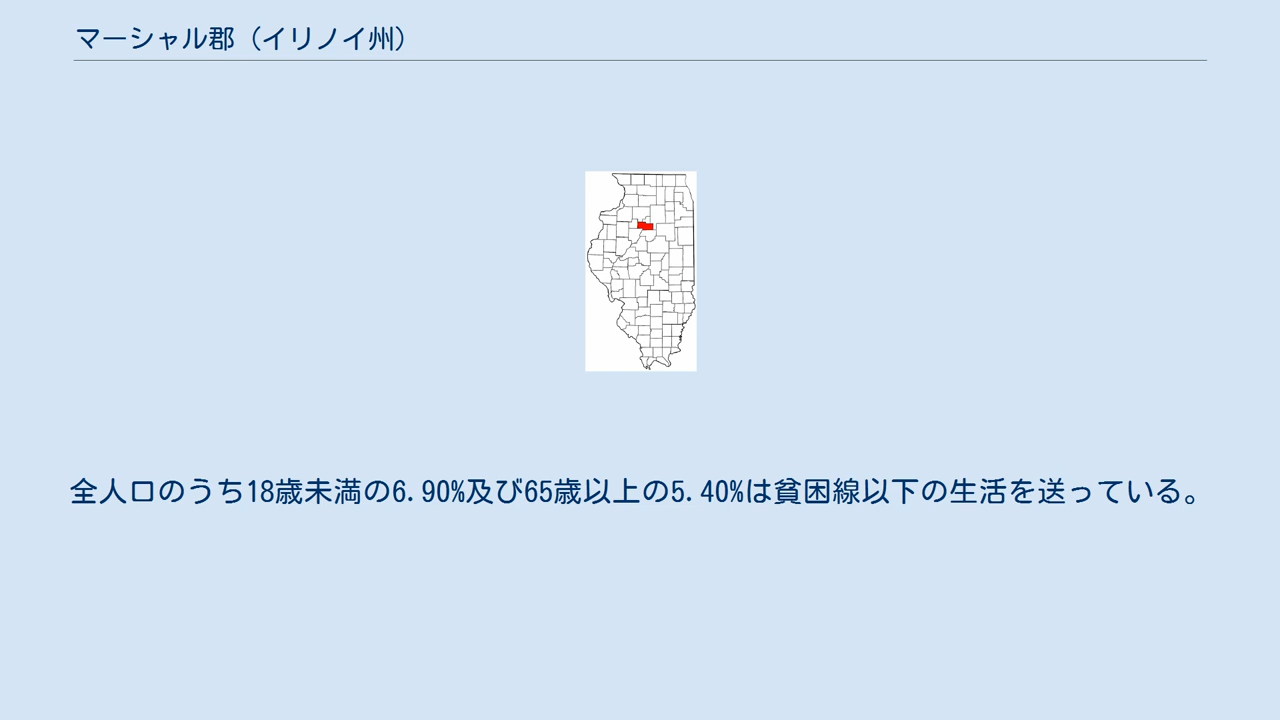 マーシャル郡（イリノイ州）
全人口のうち18歳未満の6.90%及び65歳以上の5.40%は貧困線以下の生活を送っている。